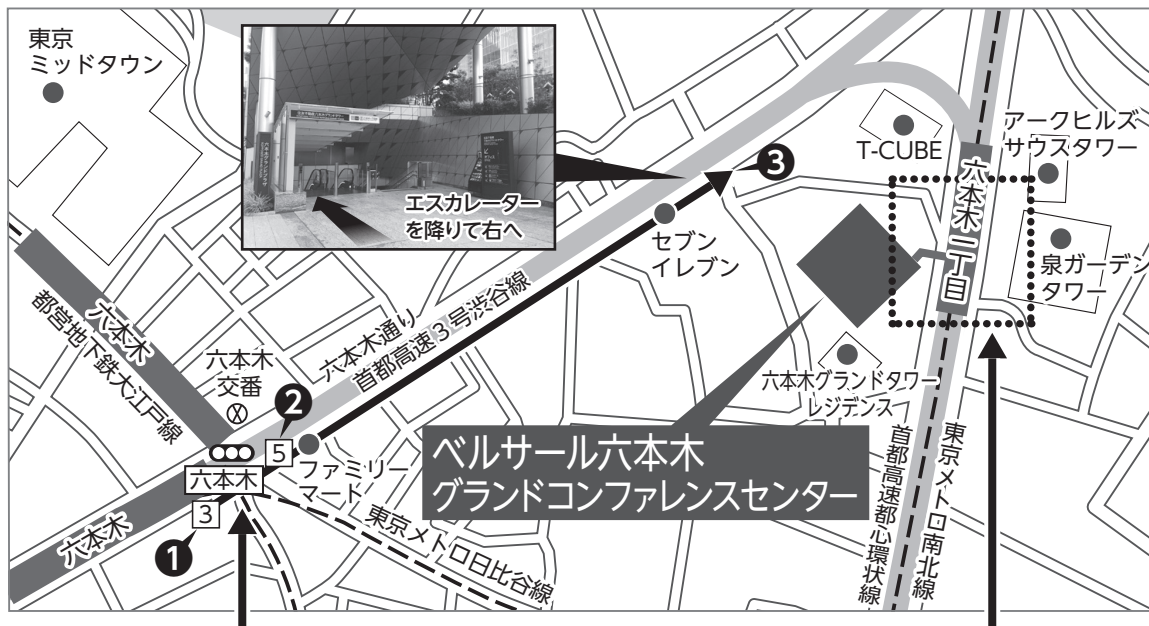 東京
ミッドタウン
エスカレーター
を降りて右へ
❸
T-CUBE
アークヒルズ
サウスタワー
六本木一丁目
泉ガーデン
タワー
セブン
イレブン
六本木通り
首都高速3号渋谷線
六本木
都営地下鉄大江戸線
六本木
交番
❷
5
ファミリー
マート
六本木
3
❶
六本木
東京メトロ日比谷線
六本木グランドタワー
レジデンス
ベルサール六本木
グランドコンファレンスセンター
首都高速都心環状線
東京メトロ南北線